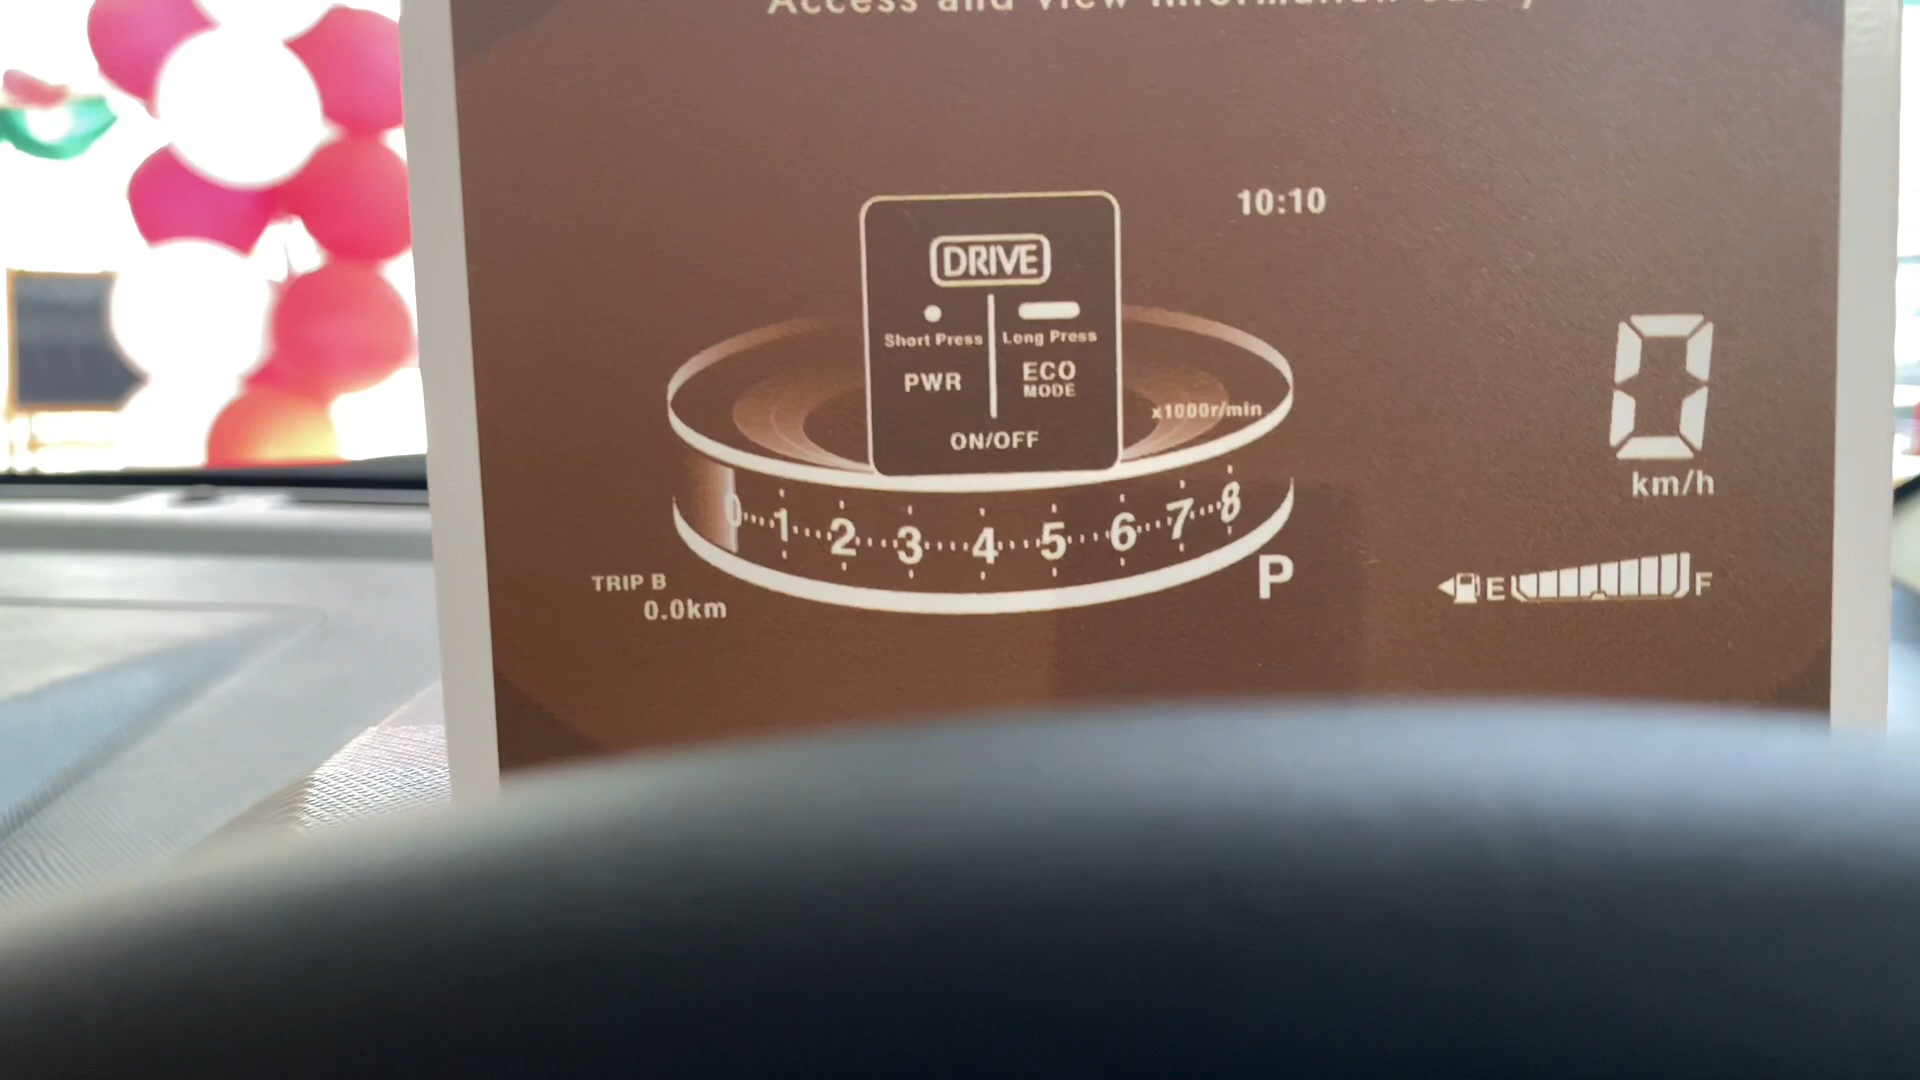 Access and View Information
10:10
DRIVE
Short Press
Long Press
PWR
ECO
MODE
ON/OFF
x1000r/min
0 1 2 3 4 5 6 7 8
0
km/h
TRIP B
0.0km
P
E F